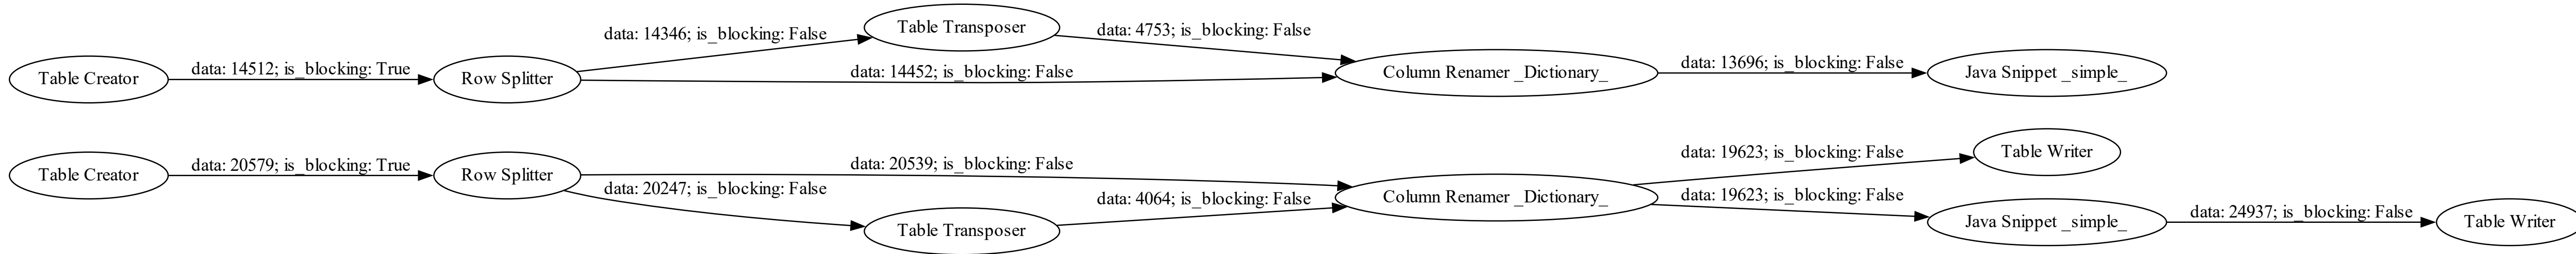 Table Creator
data: 14512; is_blocking: True
Row Splitter
data: 14346; is_blocking: False
Table Transposer
data: 4753; is_blocking: False
data: 14452; is_blocking: False
Column Renamer _Dictionary_
data: 13696; is_blocking: False
Java Snippet _simple_
Table Creator
data: 20579; is_blocking: True
Row Splitter
data: 20539; is_blocking: False
data: 20247; is_blocking: False
Table Transposer
data: 4064; is_blocking: False
Column Renamer _Dictionary_
data: 19623; is_blocking: False
Table Writer
data: 19623; is_blocking: False
Java Snippet _simple_
data: 24937; is_blocking: False
Table Writer